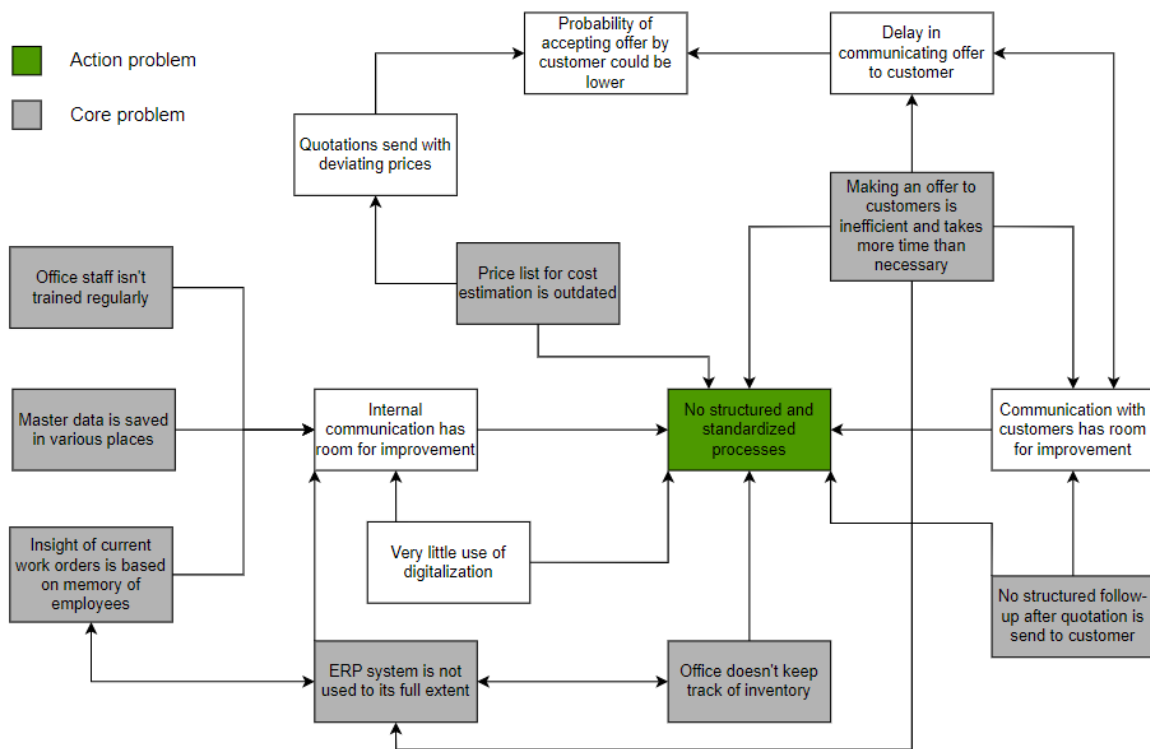 Action problem
Core problem
Probability of
accepting offer by
customer could be
lower
Delay in
communicating offer
to customer
Quotations send with
deviating prices
Making an offer to
customers is
inefficient and takes
more time than
necessary
Office staff isn't
trained regularly
Price list for cost
estimation is outdated
Master data is saved
in various places
Internal
communication has
room for improvement
No structured and
standardized
processes
Communication with
customers has room
for improvement
Insight of current
work orders is based
on memory of
employees
Very little use of
digitalization
No structured follow-
up after quotation is
send to customer
ERP system is not
used to its full extent
Office doesn't keep
track of inventory